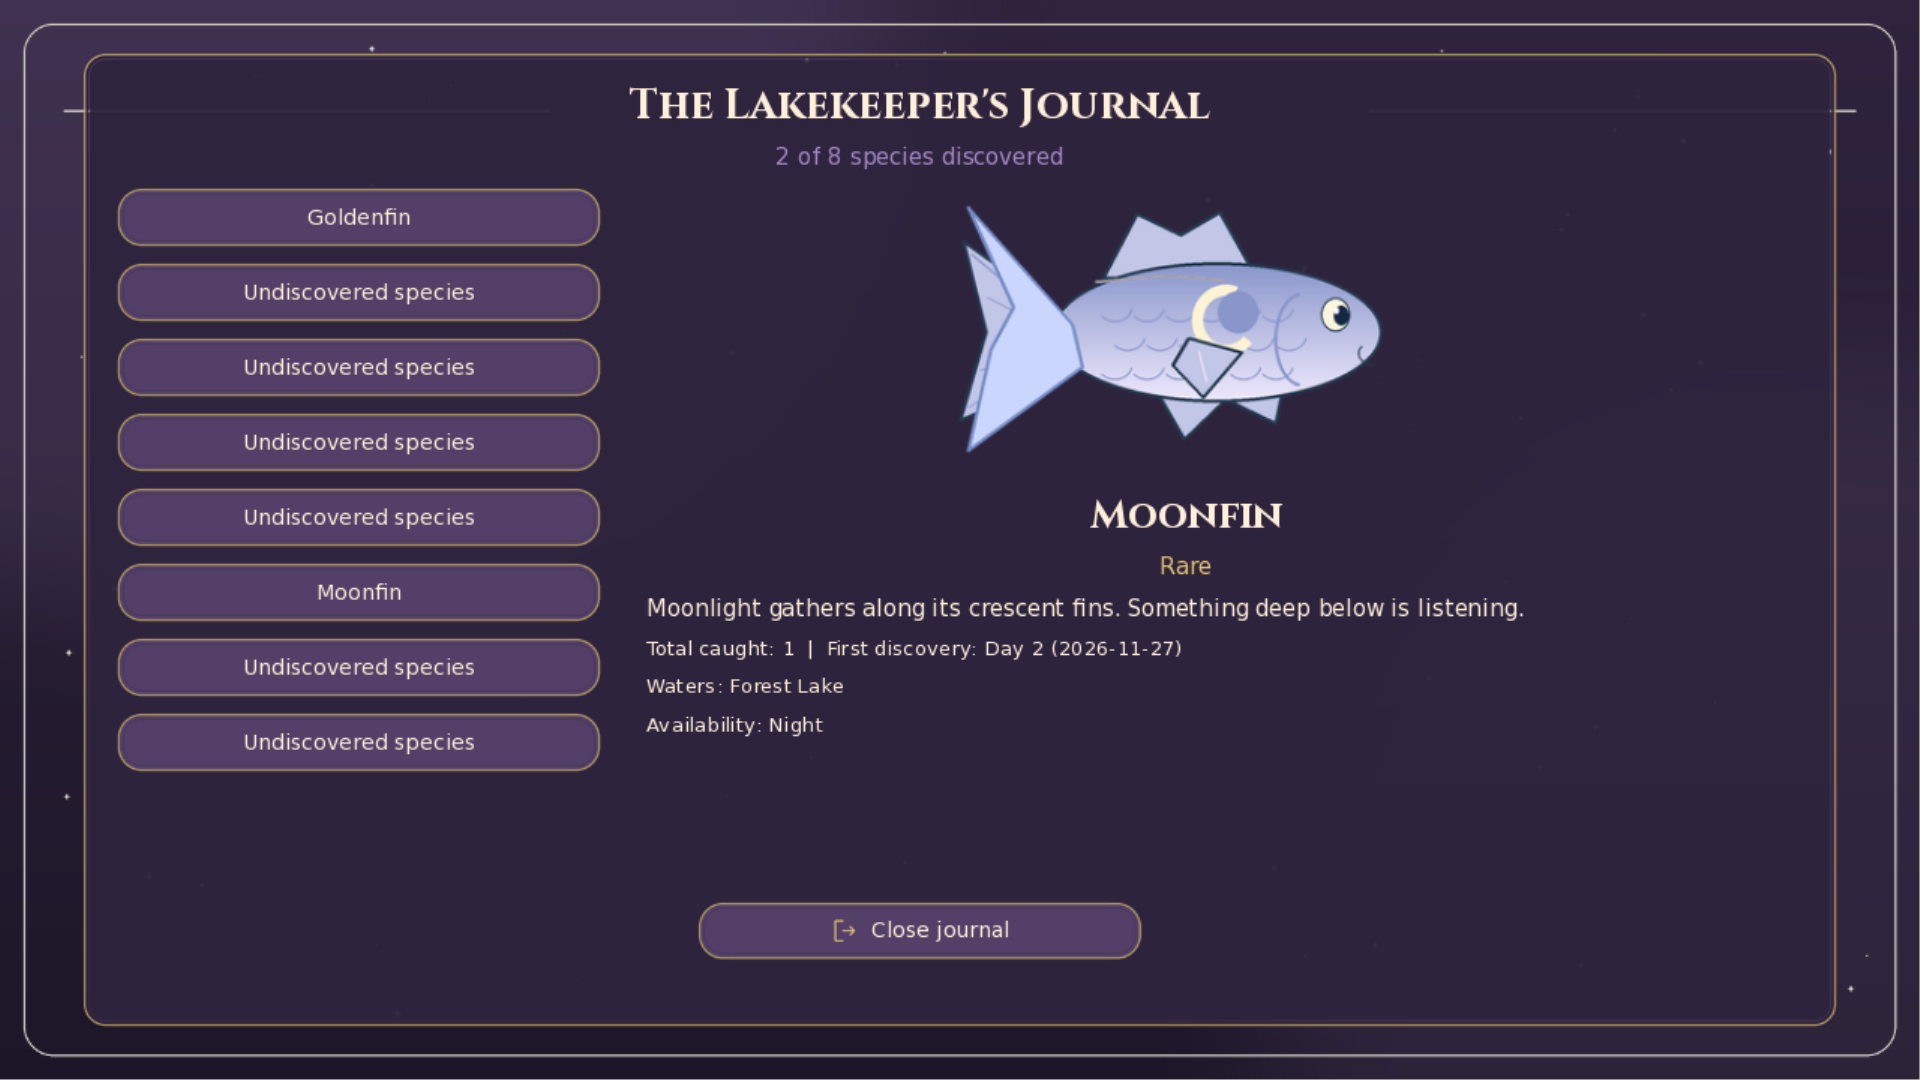 The Lakekeeper's Journal
2 of 8 species discovered
Goldenfin
Undiscovered species
Undiscovered species
Undiscovered species
Undiscovered species
Moonfin
Undiscovered species
Undiscovered species
Moonfin
Rare
Moonlight gathers along its crescent fins. Something deep below is listening.
Total caught: 1 | First discovery: Day 2 (2026-11-27)
Waters: Forest Lake
Availability: Night
Close journal